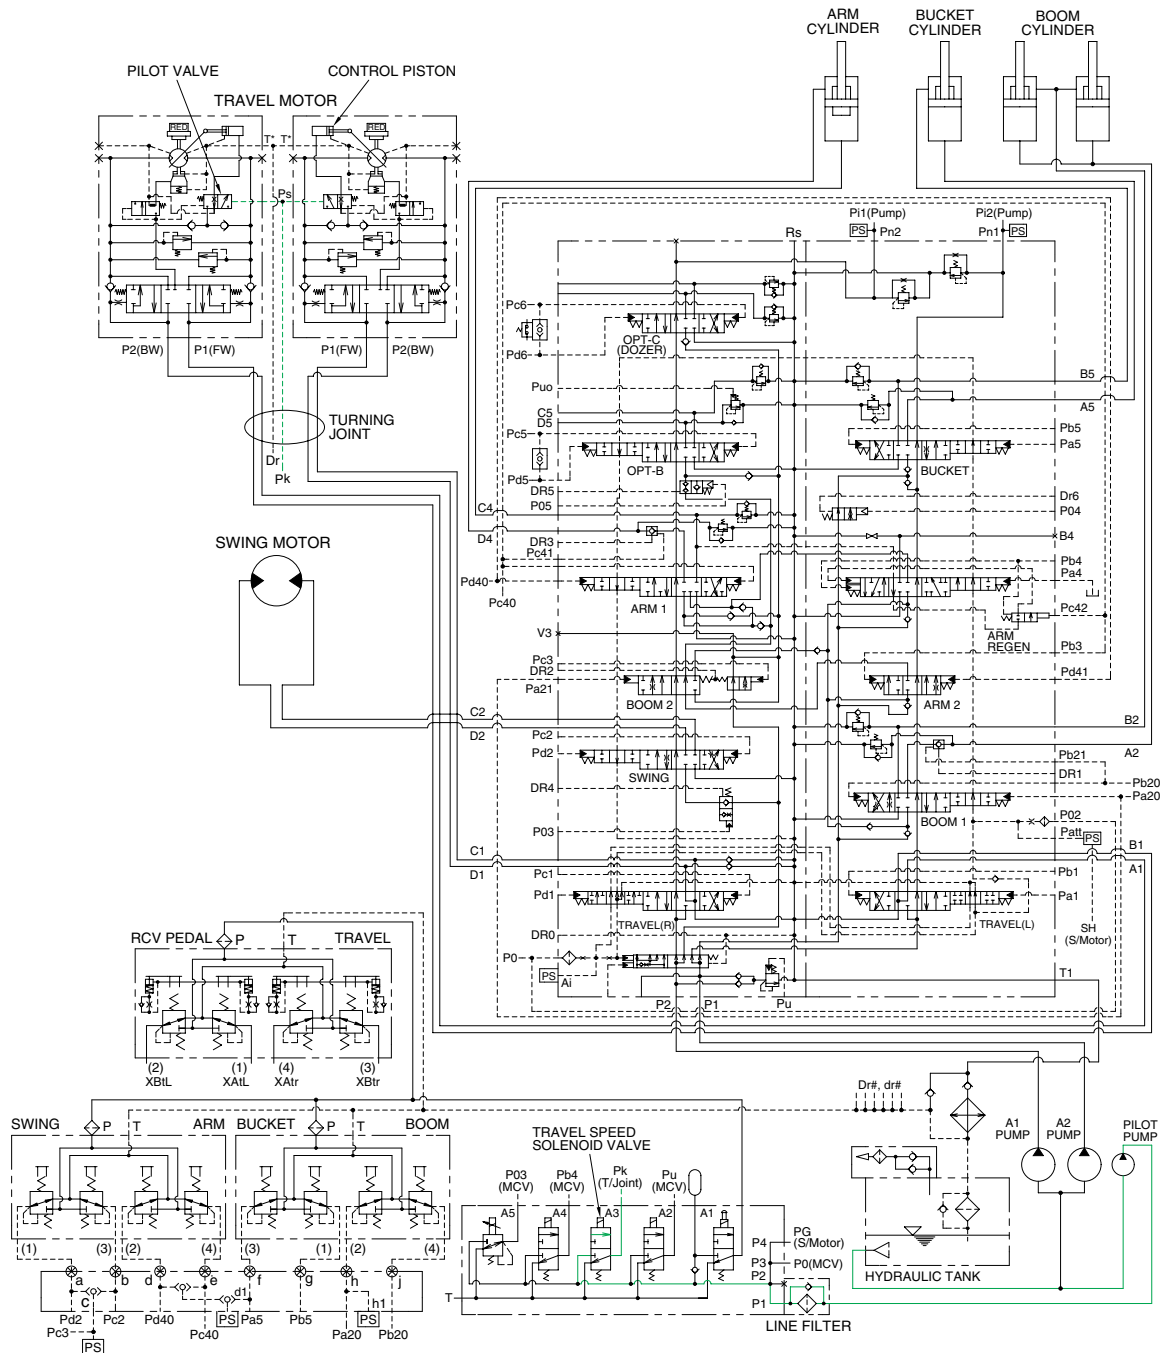 ARM
CYLINDER
BUCKET
CYLINDER
BOOM
CYLINDER
PILOT VALVE
CONTROL PISTON
TRAVEL MOTOR
RED
T*
T*
RED
Ps
P2(BW)
P1(FW)
P1(FW)
P2(BW)
TURNING
JOINT
Dr
Pk
SWING MOTOR
Pi1(Pump)
Pi2(Pump)
PS
Pn2
Pn1
PS
Rs
Pc6
Pd6
OPT-C
(DOZER)
Puo
C5
D5
Pc5
Pd5
OPT-B
DR5
P05
C4
D4
DR3
Pc41
Pd40
Pc40
ARM 1
V3
Pc3
DR2
Pa21
BOOM 2
C2
D2
Pc2
Pd2
SWING
DR4
P03
C1
D1
Pc1
Pd1
TRAVEL(R)
DR0
P0
PS
Ai
P2
P1
Pu
B5
A5
Pb5
Pa5
BUCKET
Dr6
P04
B4
Pb4
Pa4
Pc42
ARM
REGEN
Pb3
Pd41
ARM 2
B2
A2
Pb21
DR1
Pb20
Pa20
BOOM 1
P02
Patt
PS
B1
A1
Pb1
Pa1
TRAVEL(L)
SH
(S/Motor)
T1
RCV PEDAL
P
T
TRAVEL
(2)
XBtL
(1)
XAtL
(4)
XAtr
(3)
XBtr
SWING
P
T
ARM
BUCKET
P
T
BOOM
(1)
(3)
(2)
(4)
(3)
(1)
(2)
(4)
a
b
d
e
f
g
h
j
c
d1
h1
Pd2
Pc2
Pd40
PS
Pa5
Pb5
PS
Pc3
Pc40
Pa20
Pb20
PS
TRAVEL SPEED
SOLENOID VALVE
P03
(MCV)
Pb4
(MCV)
Pk
(T/Joint)
Pu
(MCV)
A5
A4
A3
A2
A1
T
P4
PG
(S/Motor)
P3
P0(MCV)
P2
P1
LINE FILTER
Dr#, dr#
A1
PUMP
A2
PUMP
PILOT
PUMP
HYDRAULIC TANK